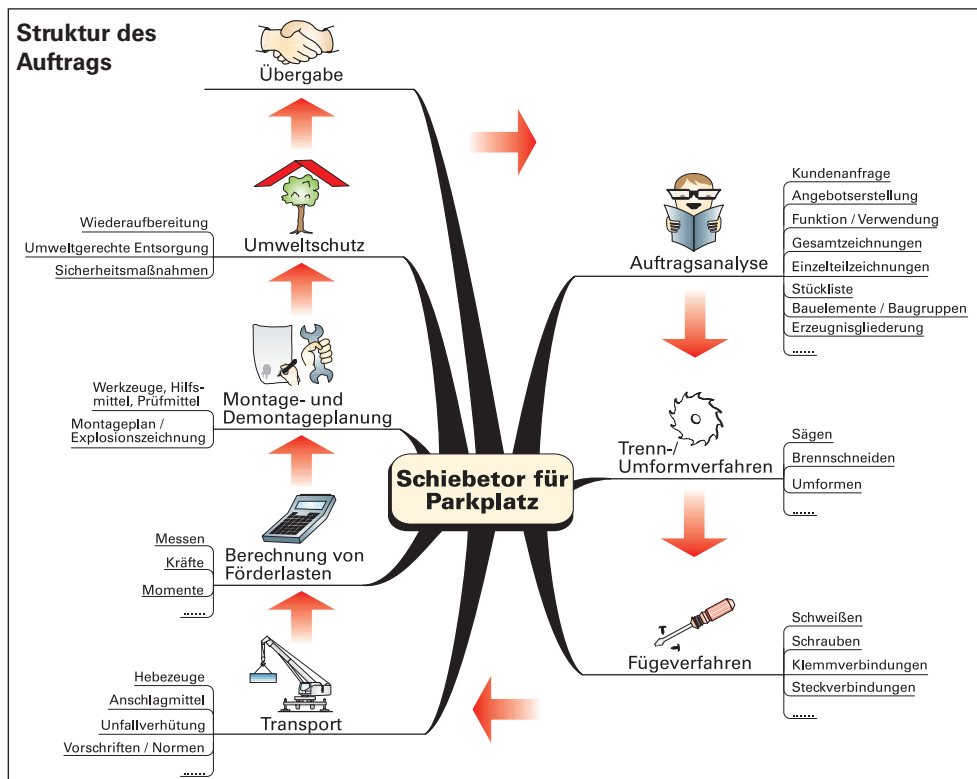 Struktur des
Auftrags
Übergabe
Wiederaufbereitung
Umweltgerechte Entsorgung
Sicherheitsmaßnahmen
Umweltschutz
Werkzeuge, Hilfs-
mittel, Prüfmittel
Montageplan /
Explosionszeichnung
Montage- und
Demontageplanung
Messen
Kräfte
Momente
......
Berechnung von
Förderlasten
Hebezeuge
Anschlagmittel
Unfallverhütung
Vorschriften / Normen
......
Transport
Schiebetor für
Parkplatz
Auftragsanalyse
Kundenanfrage
Angebotserstellung
Funktion / Verwendung
Gesamtzeichnungen
Einzelteilzeichnungen
Stückliste
Bauelemente / Baugruppen
Erzeugnisgliederung
......
Trenn-/
Umformverfahren
Sägen
Brennschneiden
Umformen
......
Fügeverfahren
Schweißen
Schrauben
Klemmverbindungen
Steckverbindungen
......